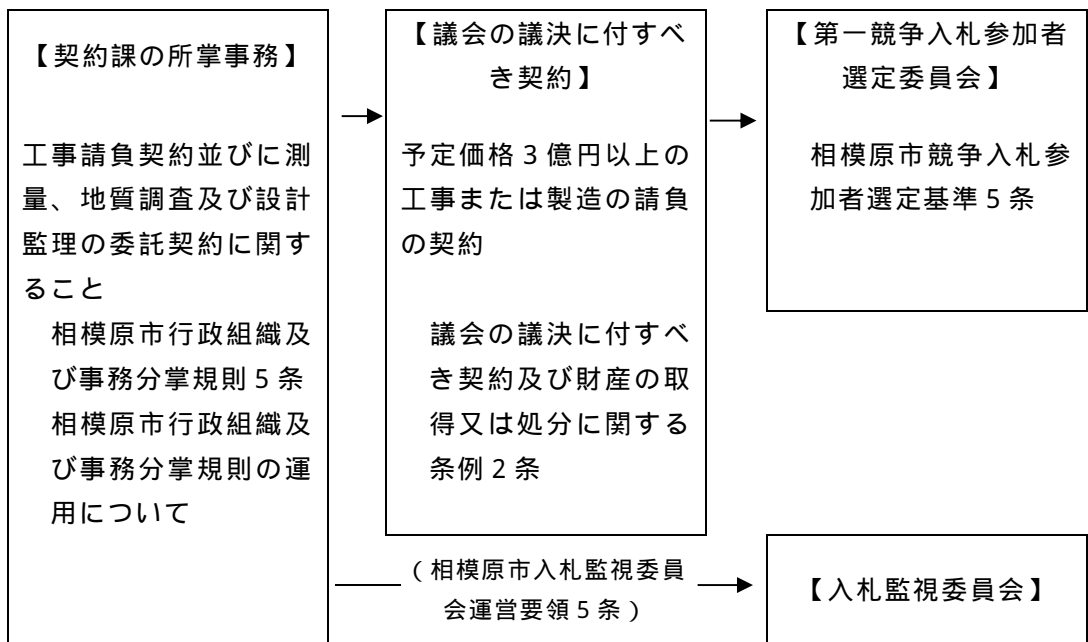 【契約課の所掌事務】
工事請負契約並びに測
量、地質調査及び設計
監理の委託契約に関す
ること
相模原市行政組織及
び事務分掌規則５条
相模原市行政組織及
び事務分掌規則の運
用について
【議会の議決に付すべ
き契約】
予定価格３億円以上の
工事または製造の請負
の契約
議会の議決に付すべ
き契約及び財産の取
得又は処分に関する
条例２条
【第一競争入札参加者
選定委員会】
相模原市競争入札参
加者選定基準５条
（相模原市入札監視委員
会運営要領５条）
【入札監視委員会】